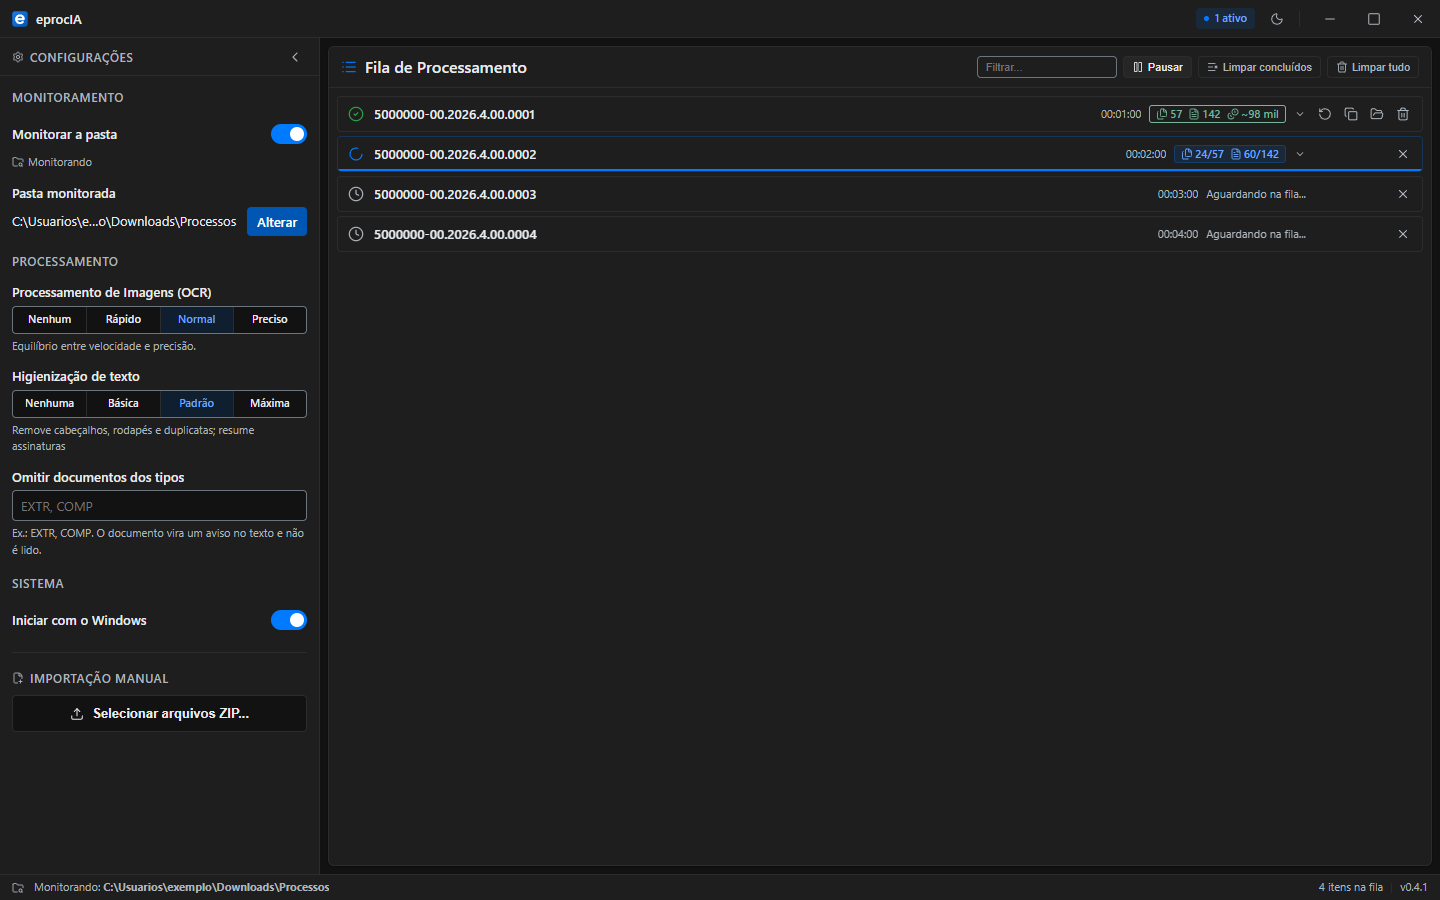 eprocIA
1 ativo
CONFIGURAÇÕES
MONITORAMENTO
Monitorar a pasta
Monitorando
Pasta monitorada
C:\Usuarios\e...o\Downloads\Processos
Alterar
PROCESSAMENTO
Processamento de Imagens (OCR)
Nenhum Rápido Normal Preciso
Equilíbrio entre velocidade e precisão.
Higienização de texto
Nenhuma Básica Padrão Máxima
Remove cabeçalhos, rodapés e duplicatas; resume
assinaturas
Omitir documentos dos tipos
EXTR, COMP
Ex.: EXTR, COMP. O documento vira um aviso no texto e não
é lido.
SISTEMA
Iniciar com o Windows
IMPORTAÇÃO MANUAL
Selecionar arquivos ZIP...
Fila de Processamento
Filtrar...
Pausar
Limpar concluídos
Limpar tudo
5000000-00.2026.4.00.0001 00:01:00 57 142 ~98 mil
5000000-00.2026.4.00.0002 00:02:00 24/57 60/142
5000000-00.2026.4.00.0003 00:03:00 Aguardando na fila...
5000000-00.2026.4.00.0004 00:04:00 Aguardando na fila...
Monitorando: C:\Usuarios\exemplo\Downloads\Processos
4 itens na fila
v0.4.1